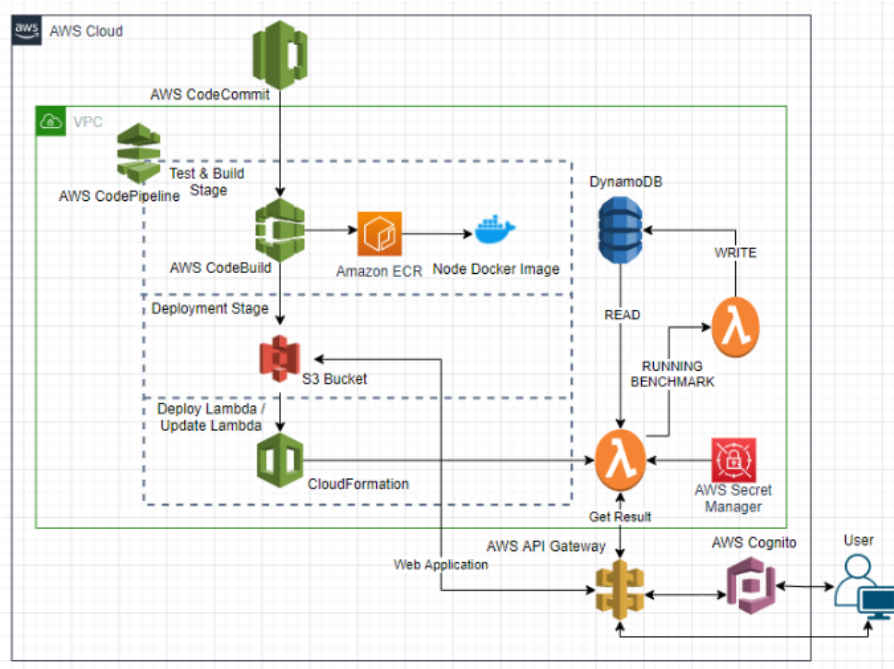 aws
AWS Cloud
AWS CodeCommit
VPC
AWS CodePipeline
Test & Build
Stage
DynamoDB
AWS CodeBuild
Amazon ECR
Node Docker Image
WRITE
Deployment Stage
READ
S3 Bucket
RUNNING
BENCHMARK
Deploy Lambda /
Update Lambda
CloudFormation
AWS Secret
Manager
Get Result
AWS API Gateway
AWS Cognito
User
Web Application